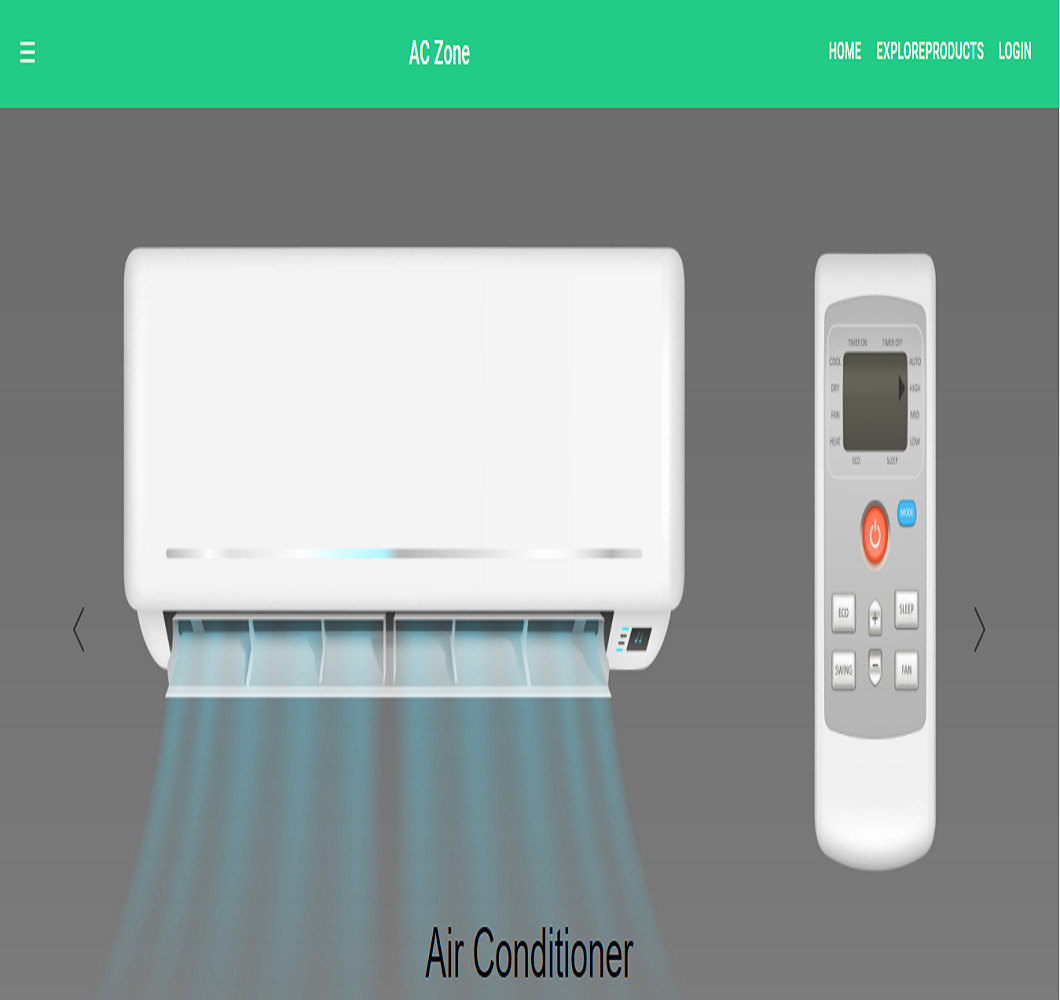 AC Zone
HOME EXPLOREPRODUCTS LOGIN
TIMER ON TIMER OFF
COOL AUTO
DRY HIGH
FAN MID
HEAT LOW
ECO SLEEP
MODE
ECO + SLEEP
SWING - FAN
Air Conditioner